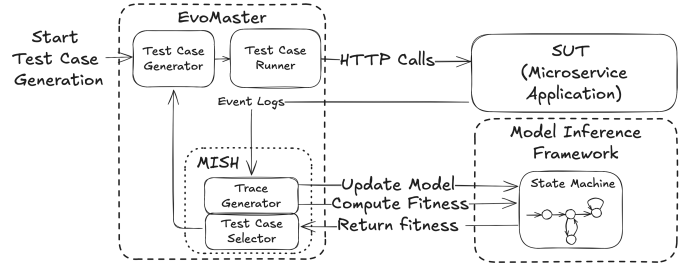 EvoMaster
Start
Test Case
Generation
Test Case
Generator
Test Case
Runner
HTTP Calls
SUT
(Microservice
Application)
Event Logs
MISH
Trace
Generator
Test Case
Selector
Update Model
Compute Fitness
Return fitness
Model Inference
Framework
State Machine